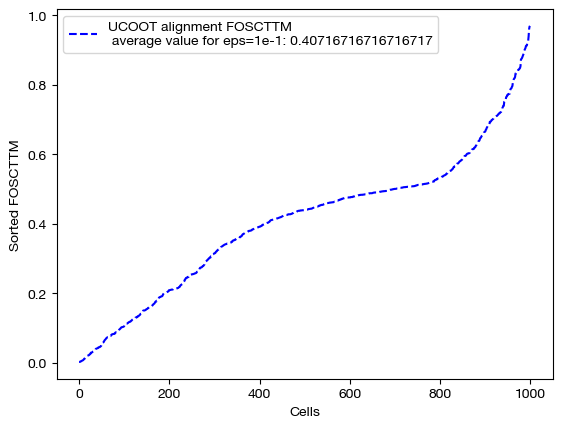 UCOOT alignment FOSCTTM
average value for eps=1e-1: 0.40716716716716717
1.0
0.8
0.6
0.4
0.2
0.0
Sorted FOSCTTM
0 200 400 600 800 1000
Cells